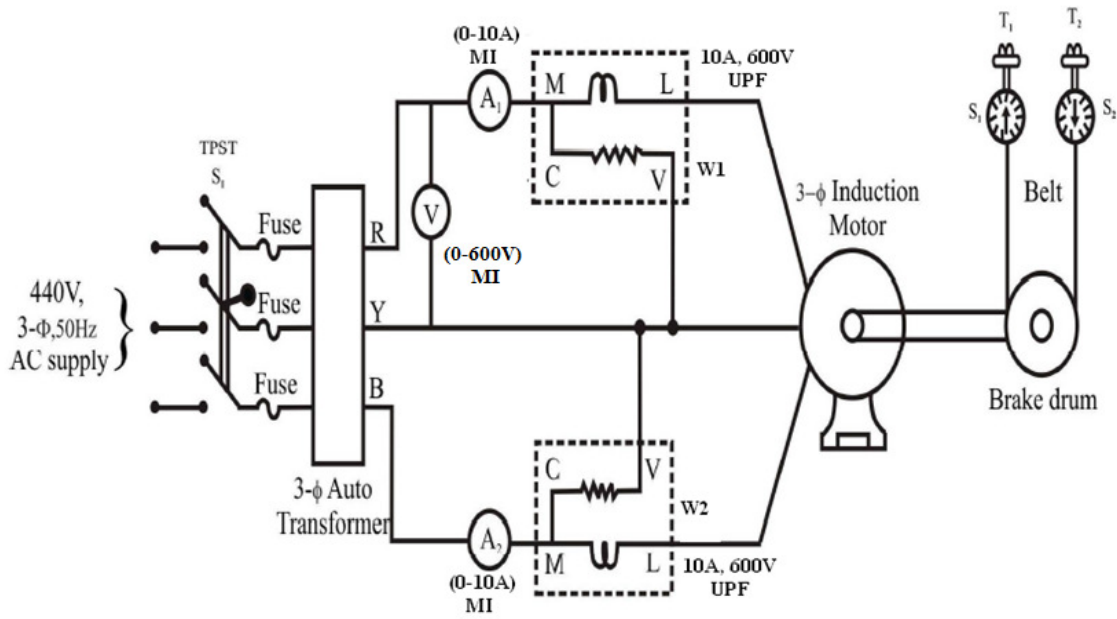 (0-10A)
MI
A₁
M L
C V
W1
10A, 600V
UPF
T₁ T₂
S₁ S₂
Belt
3-ϕ Induction
Motor
Brake drum
TPST
S₁
Fuse
Fuse
Fuse
440V,
3-Φ,50Hz
AC supply
R
Y
B
V
(0-600V)
MI
3-ϕ Auto
Transformer
C V
M L
W2
A₂
(0-10A)
MI
10A, 600V
UPF